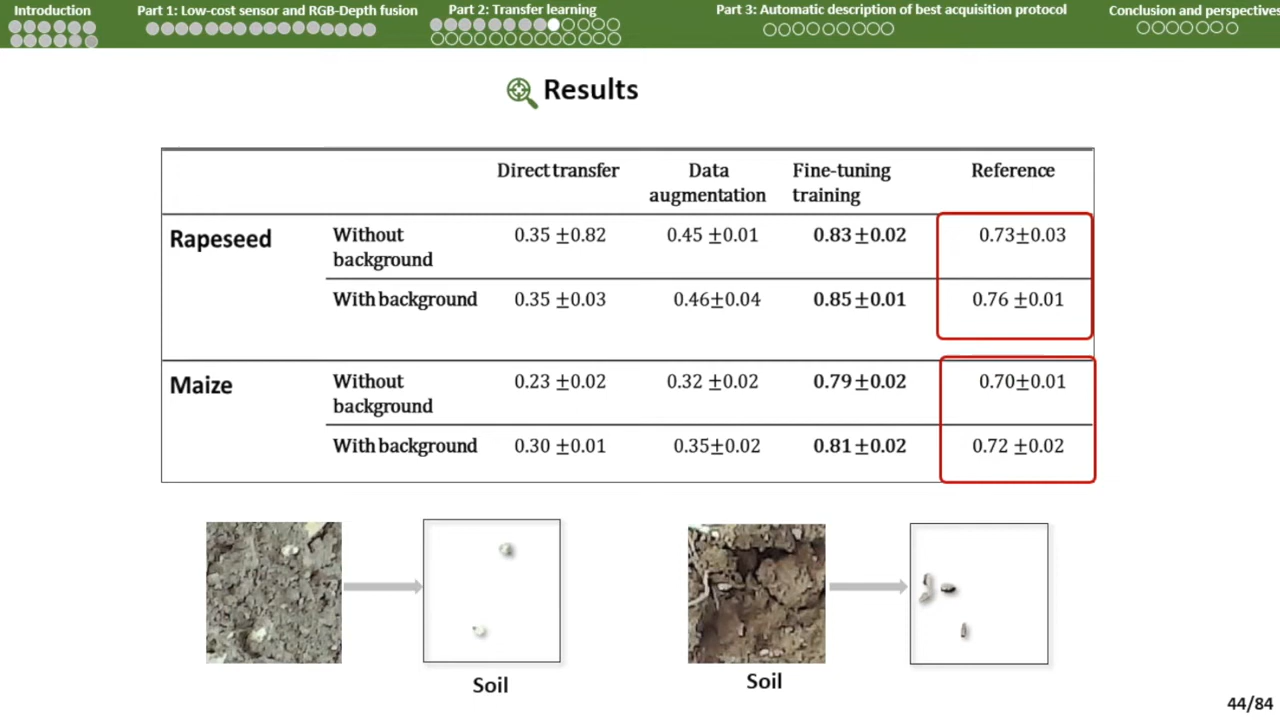 Introduction
Part 1: Low-cost sensor and RGB-Depth fusion
Part 2: Transfer learning
Part 3: Automatic description of best acquisition protocol
Conclusion and perspectives
Results
Direct transfer
Data
augmentation
Fine-tuning
training
Reference
Rapeseed
Without
background
0.35 ±0.82
0.45 ±0.01
0.83±0.02
0.73±0.03
With background
0.35 ±0.03
0.46±0.04
0.85±0.01
0.76 ±0.01
Maize
Without
background
0.23 ±0.02
0.32 ±0.02
0.79±0.02
0.70±0.01
With background
0.30 ±0.01
0.35±0.02
0.81±0.02
0.72 ±0.02
Soil
Soil
44/84